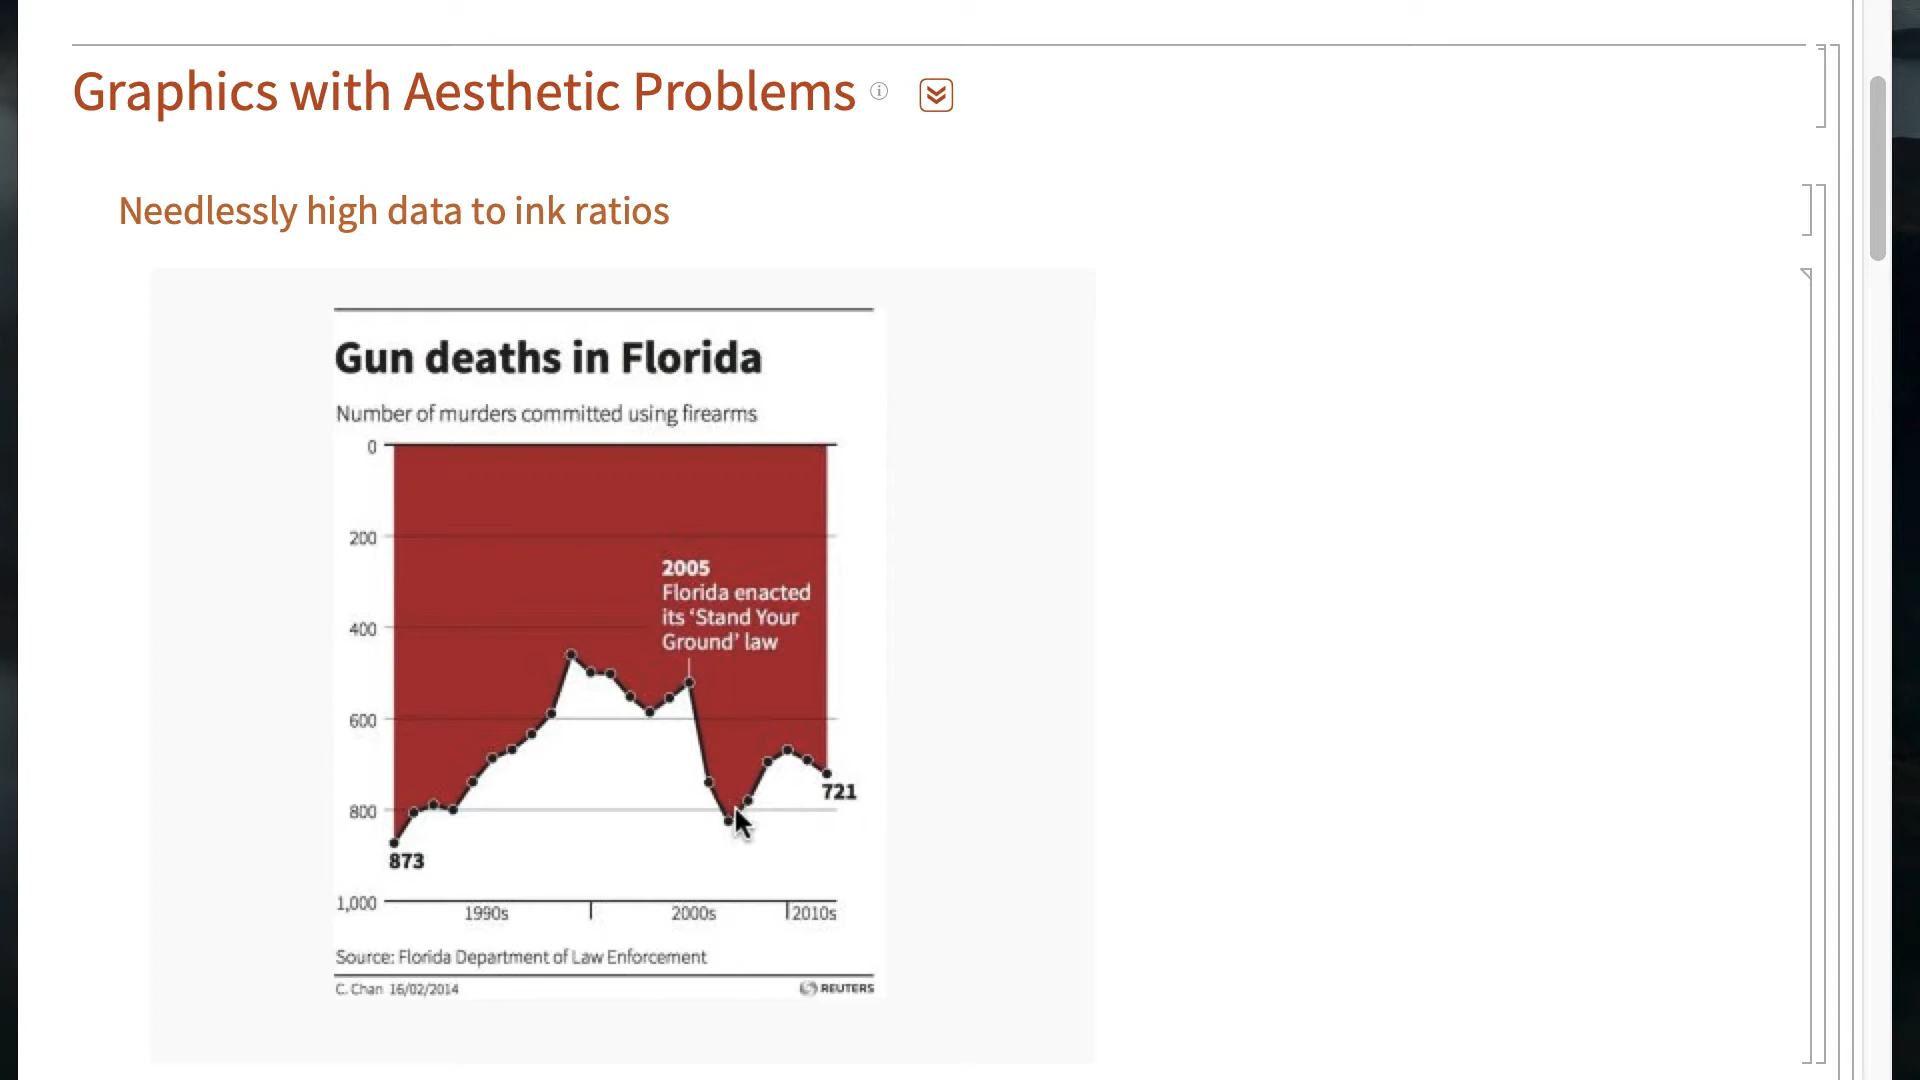 Graphics with Aesthetic Problems
Needlessly high data to ink ratios
Gun deaths in Florida
Number of murders committed using firearms
0
200
2005
Florida enacted
its ‘Stand Your
Ground’ law
400
600
721
800
873
1,000
1990s
2000s
2010s
Source: Florida Department of Law Enforcement
C. Chan 16/02/2014
REUTERS